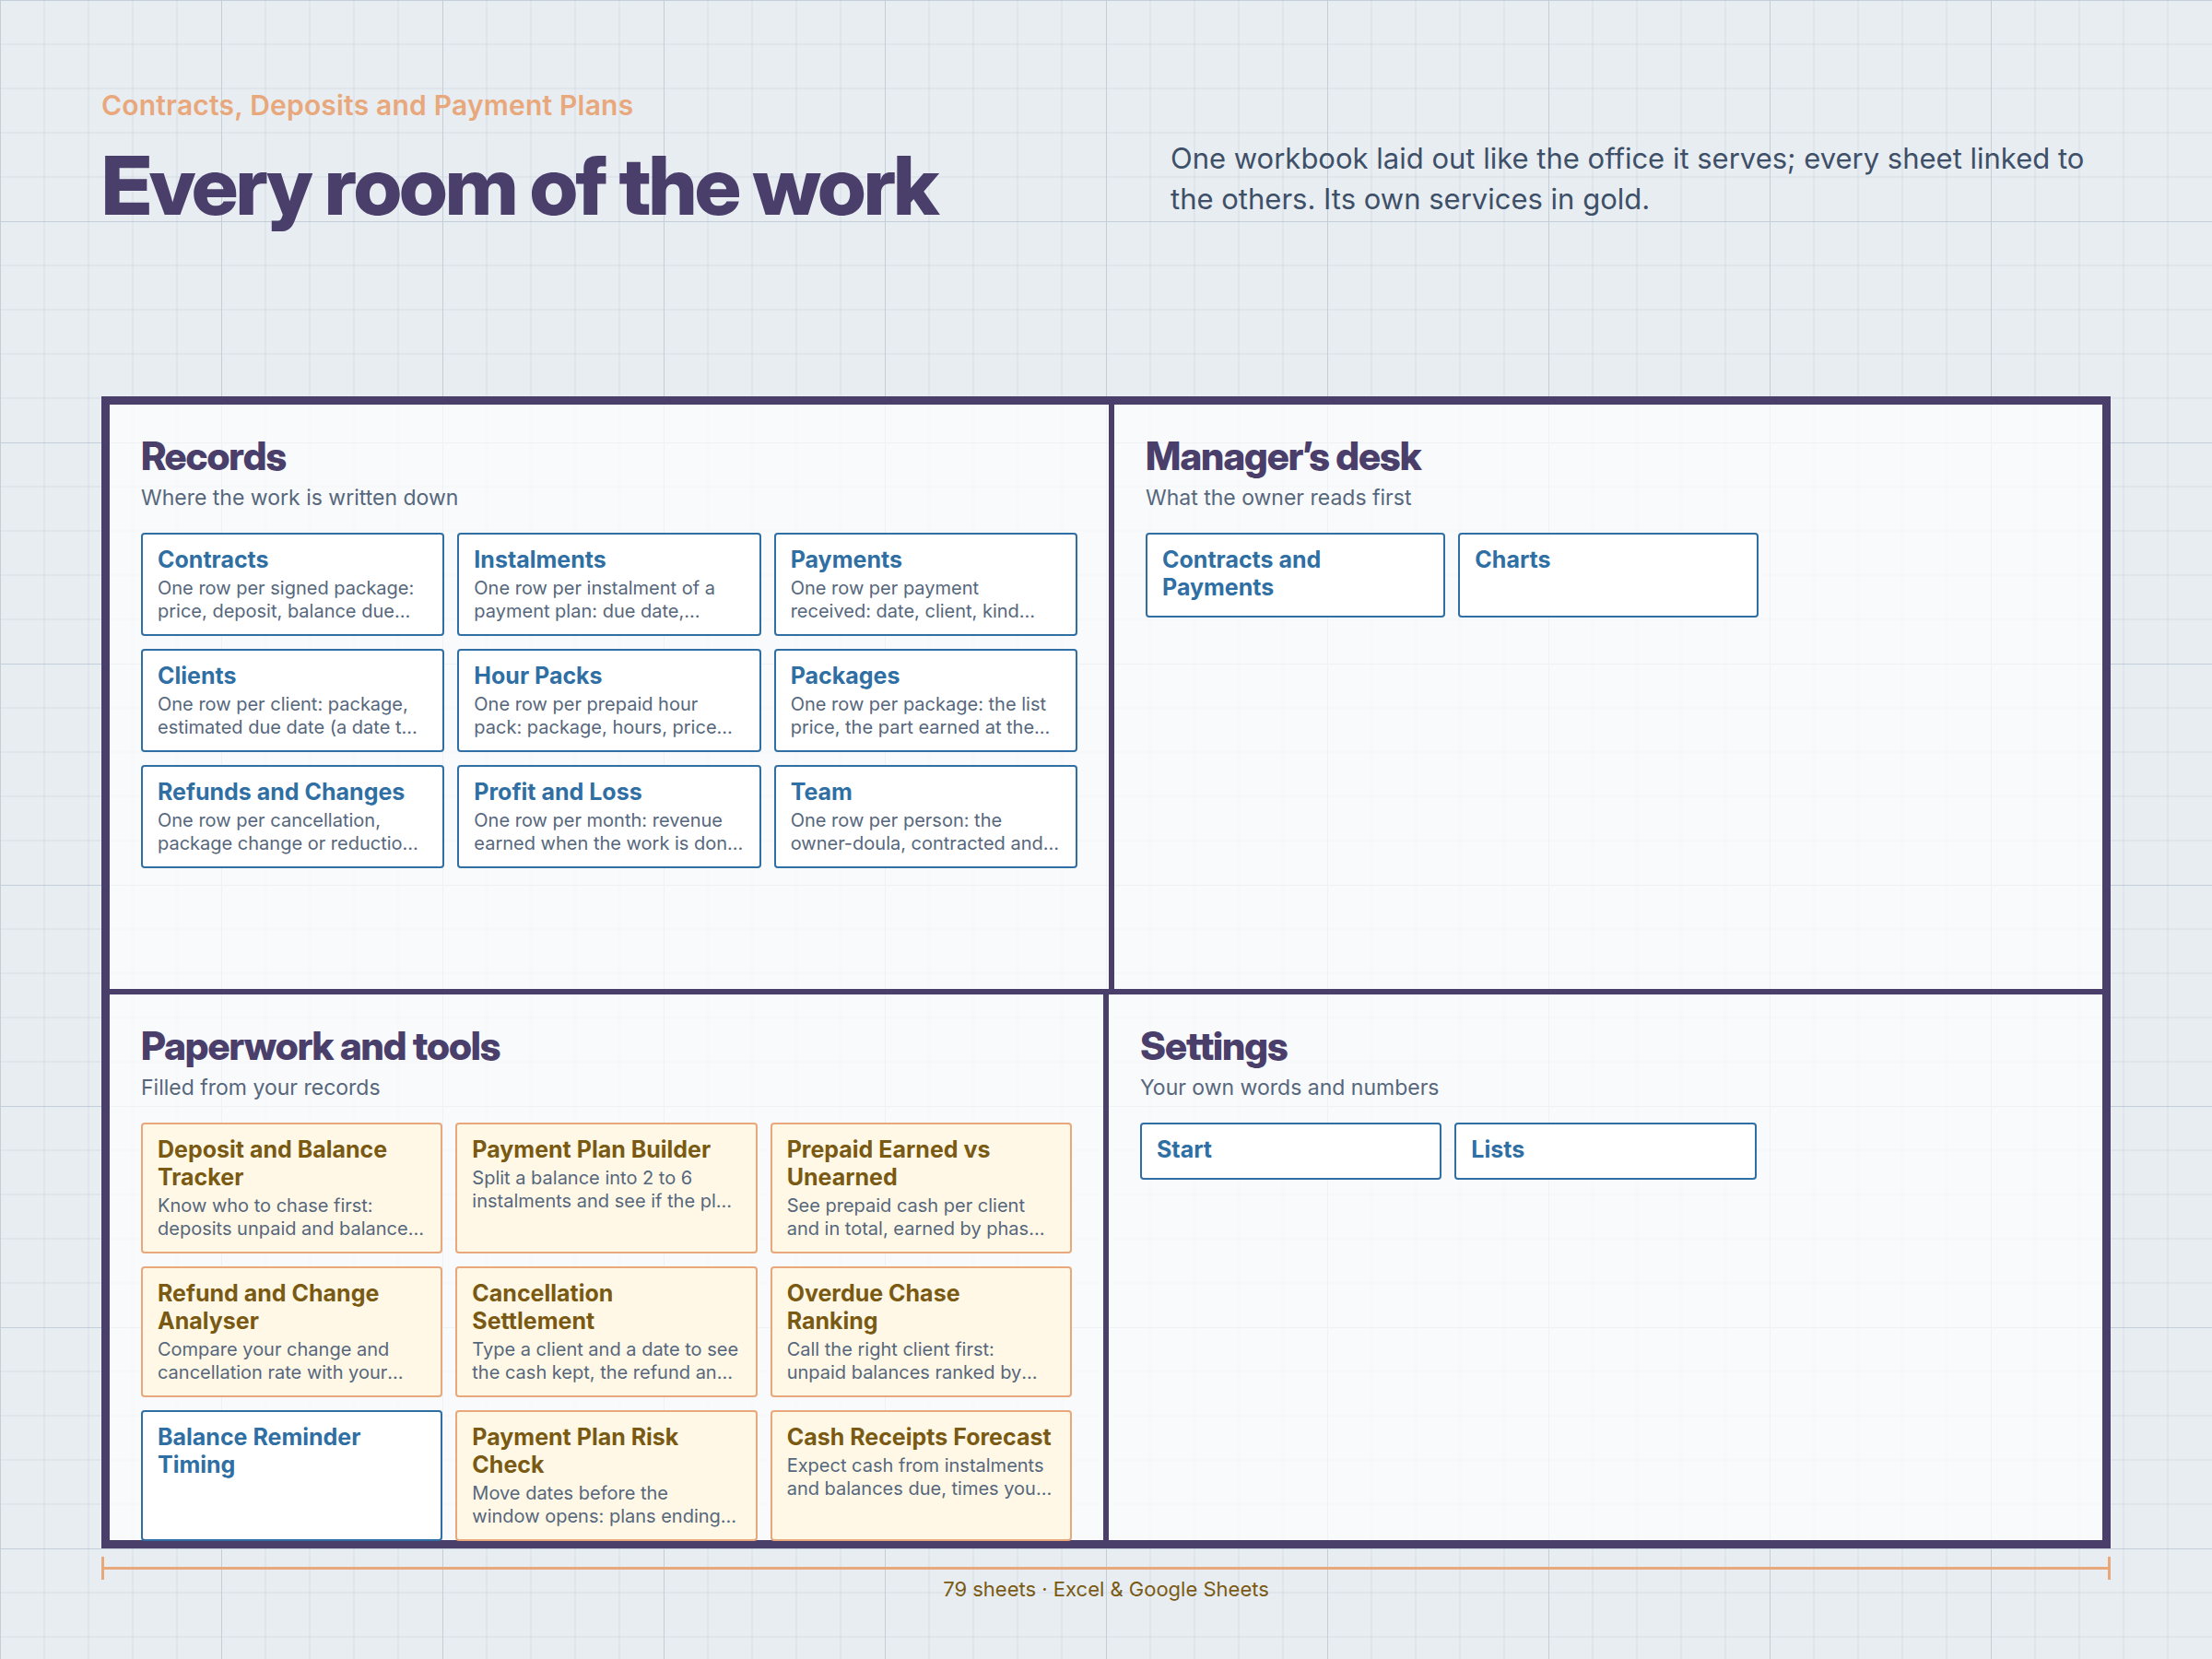 Contracts, Deposits and Payment Plans
Every room of the work
One workbook laid out like the office it serves; every sheet linked to
the others. Its own services in gold.
Records
Where the work is written down
Contracts
One row per signed package:
price, deposit, balance due...
Instalments
One row per instalment of a
payment plan: due date,...
Payments
One row per payment
received: date, client, kind...
Clients
One row per client: package,
estimated due date (a date t...
Hour Packs
One row per prepaid hour
pack: package, hours, price...
Packages
One row per package: the list
price, the part earned at the...
Refunds and Changes
One row per cancellation,
package change or reductio...
Profit and Loss
One row per month: revenue
earned when the work is don...
Team
One row per person: the
owner-doula, contracted and...
Manager’s desk
What the owner reads first
Contracts and
Payments
Charts
Paperwork and tools
Filled from your records
Deposit and Balance
Tracker
Know who to chase first:
deposits unpaid and balance...
Payment Plan Builder
Split a balance into 2 to 6
instalments and see if the pl...
Prepaid Earned vs
Unearned
See prepaid cash per client
and in total, earned by phas...
Refund and Change
Analyser
Compare your change and
cancellation rate with your...
Cancellation
Settlement
Type a client and a date to see
the cash kept, the refund an...
Overdue Chase
Ranking
Call the right client first:
unpaid balances ranked by...
Balance Reminder
Timing
Payment Plan Risk
Check
Move dates before the
window opens: plans ending...
Cash Receipts Forecast
Expect cash from instalments
and balances due, times you...
Settings
Your own words and numbers
Start
Lists
79 sheets · Excel & Google Sheets